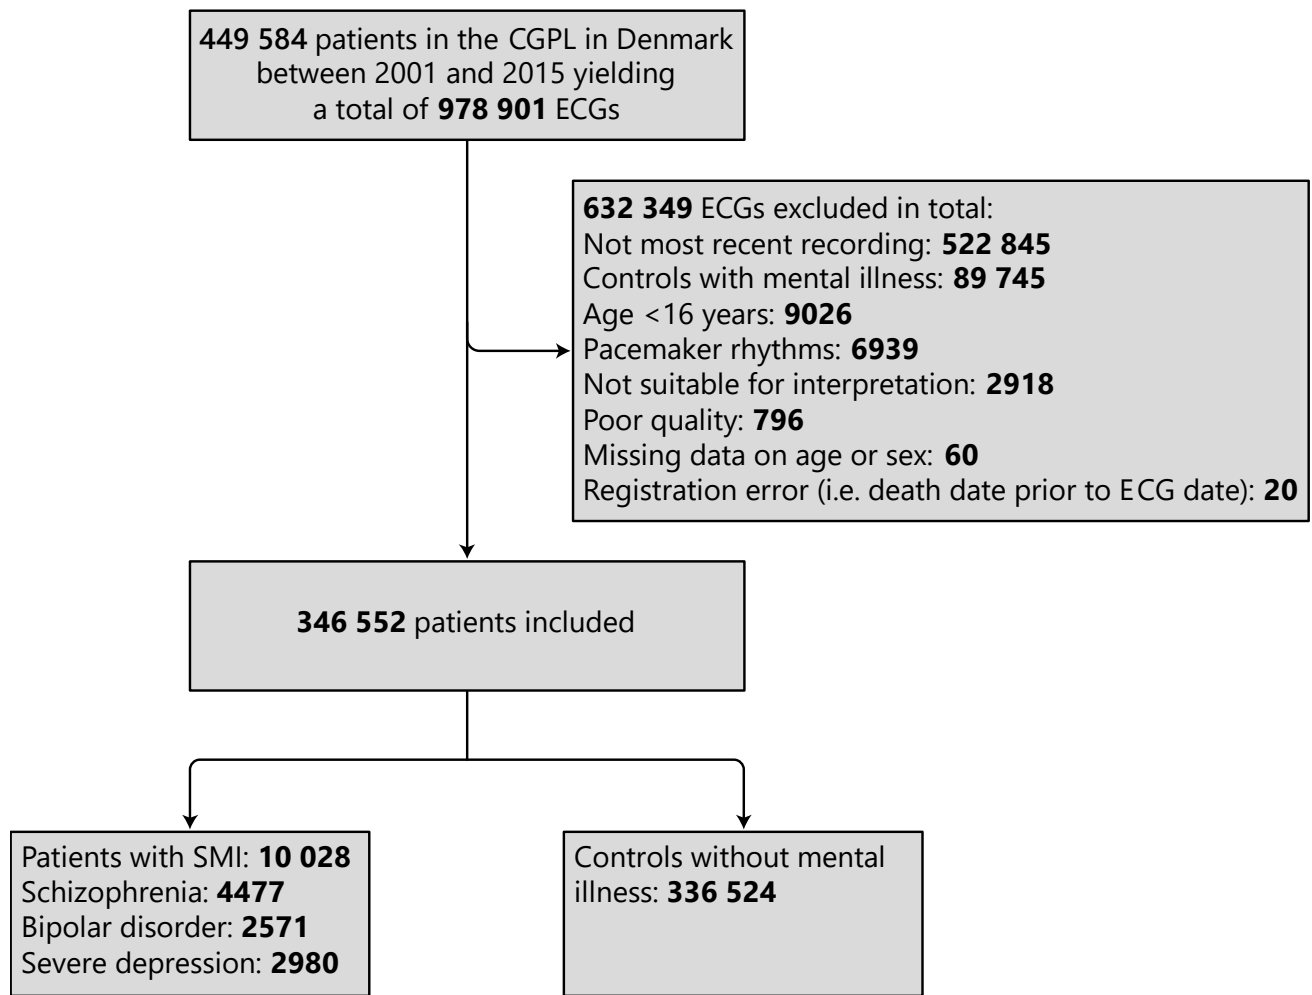 449 584 patients in the CGPL in Denmark
between 2001 and 2015 yielding
a total of 978 901 ECGs
632 349 ECGs excluded in total:
Not most recent recording: 522 845
Controls with mental illness: 89 745
Age <16 years: 9026
Pacemaker rhythms: 6939
Not suitable for interpretation: 2918
Poor quality: 796
Missing data on age or sex: 60
Registration error (i.e. death date prior to ECG date): 20
346 552 patients included
Patients with SMI: 10 028
Schizophrenia: 4477
Bipolar disorder: 2571
Severe depression: 2980
Controls without mental
illness: 336 524